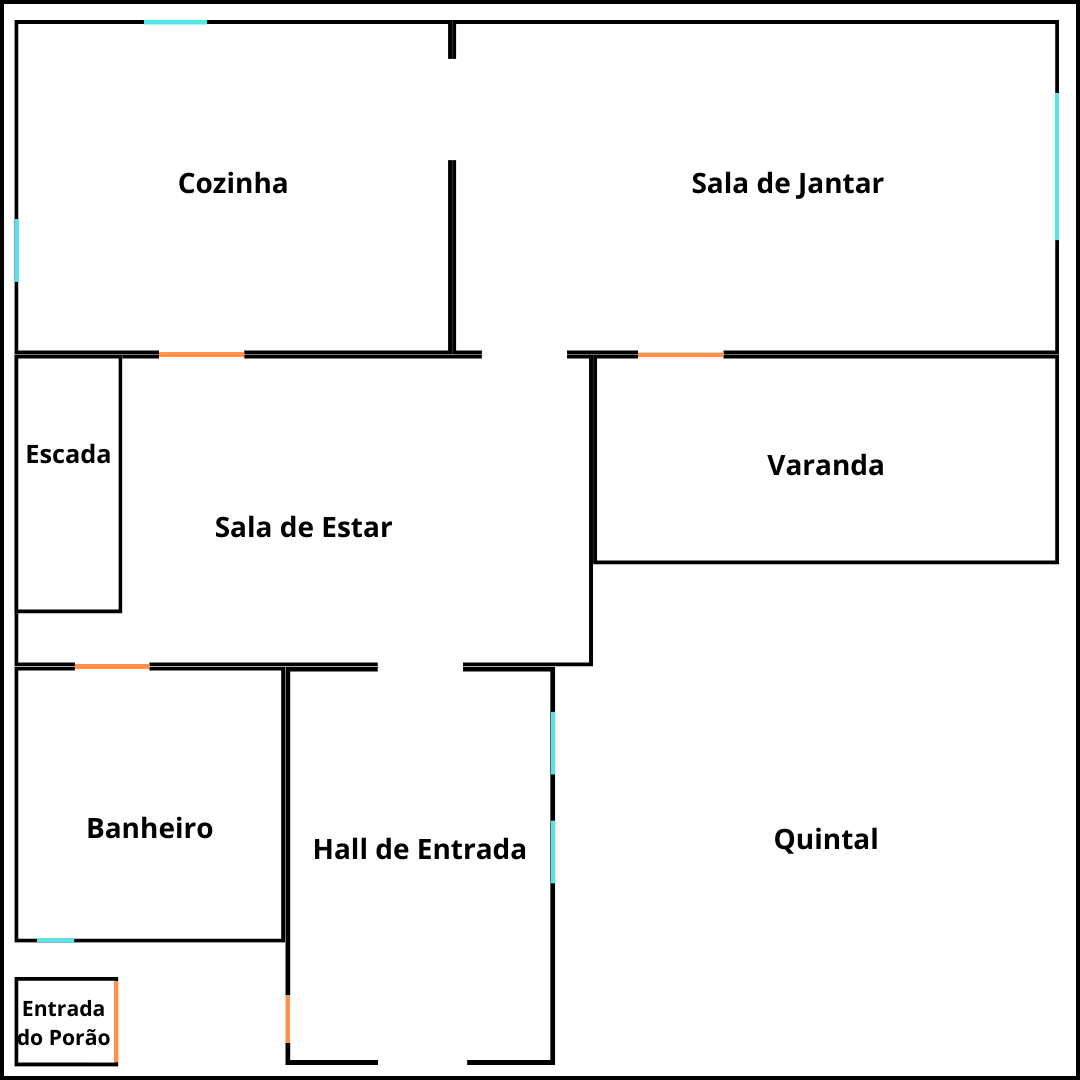 Cozinha
Sala de Jantar
Escada
Varanda
Sala de Estar
Banheiro
Hall de Entrada
Quintal
Entrada
do Porão